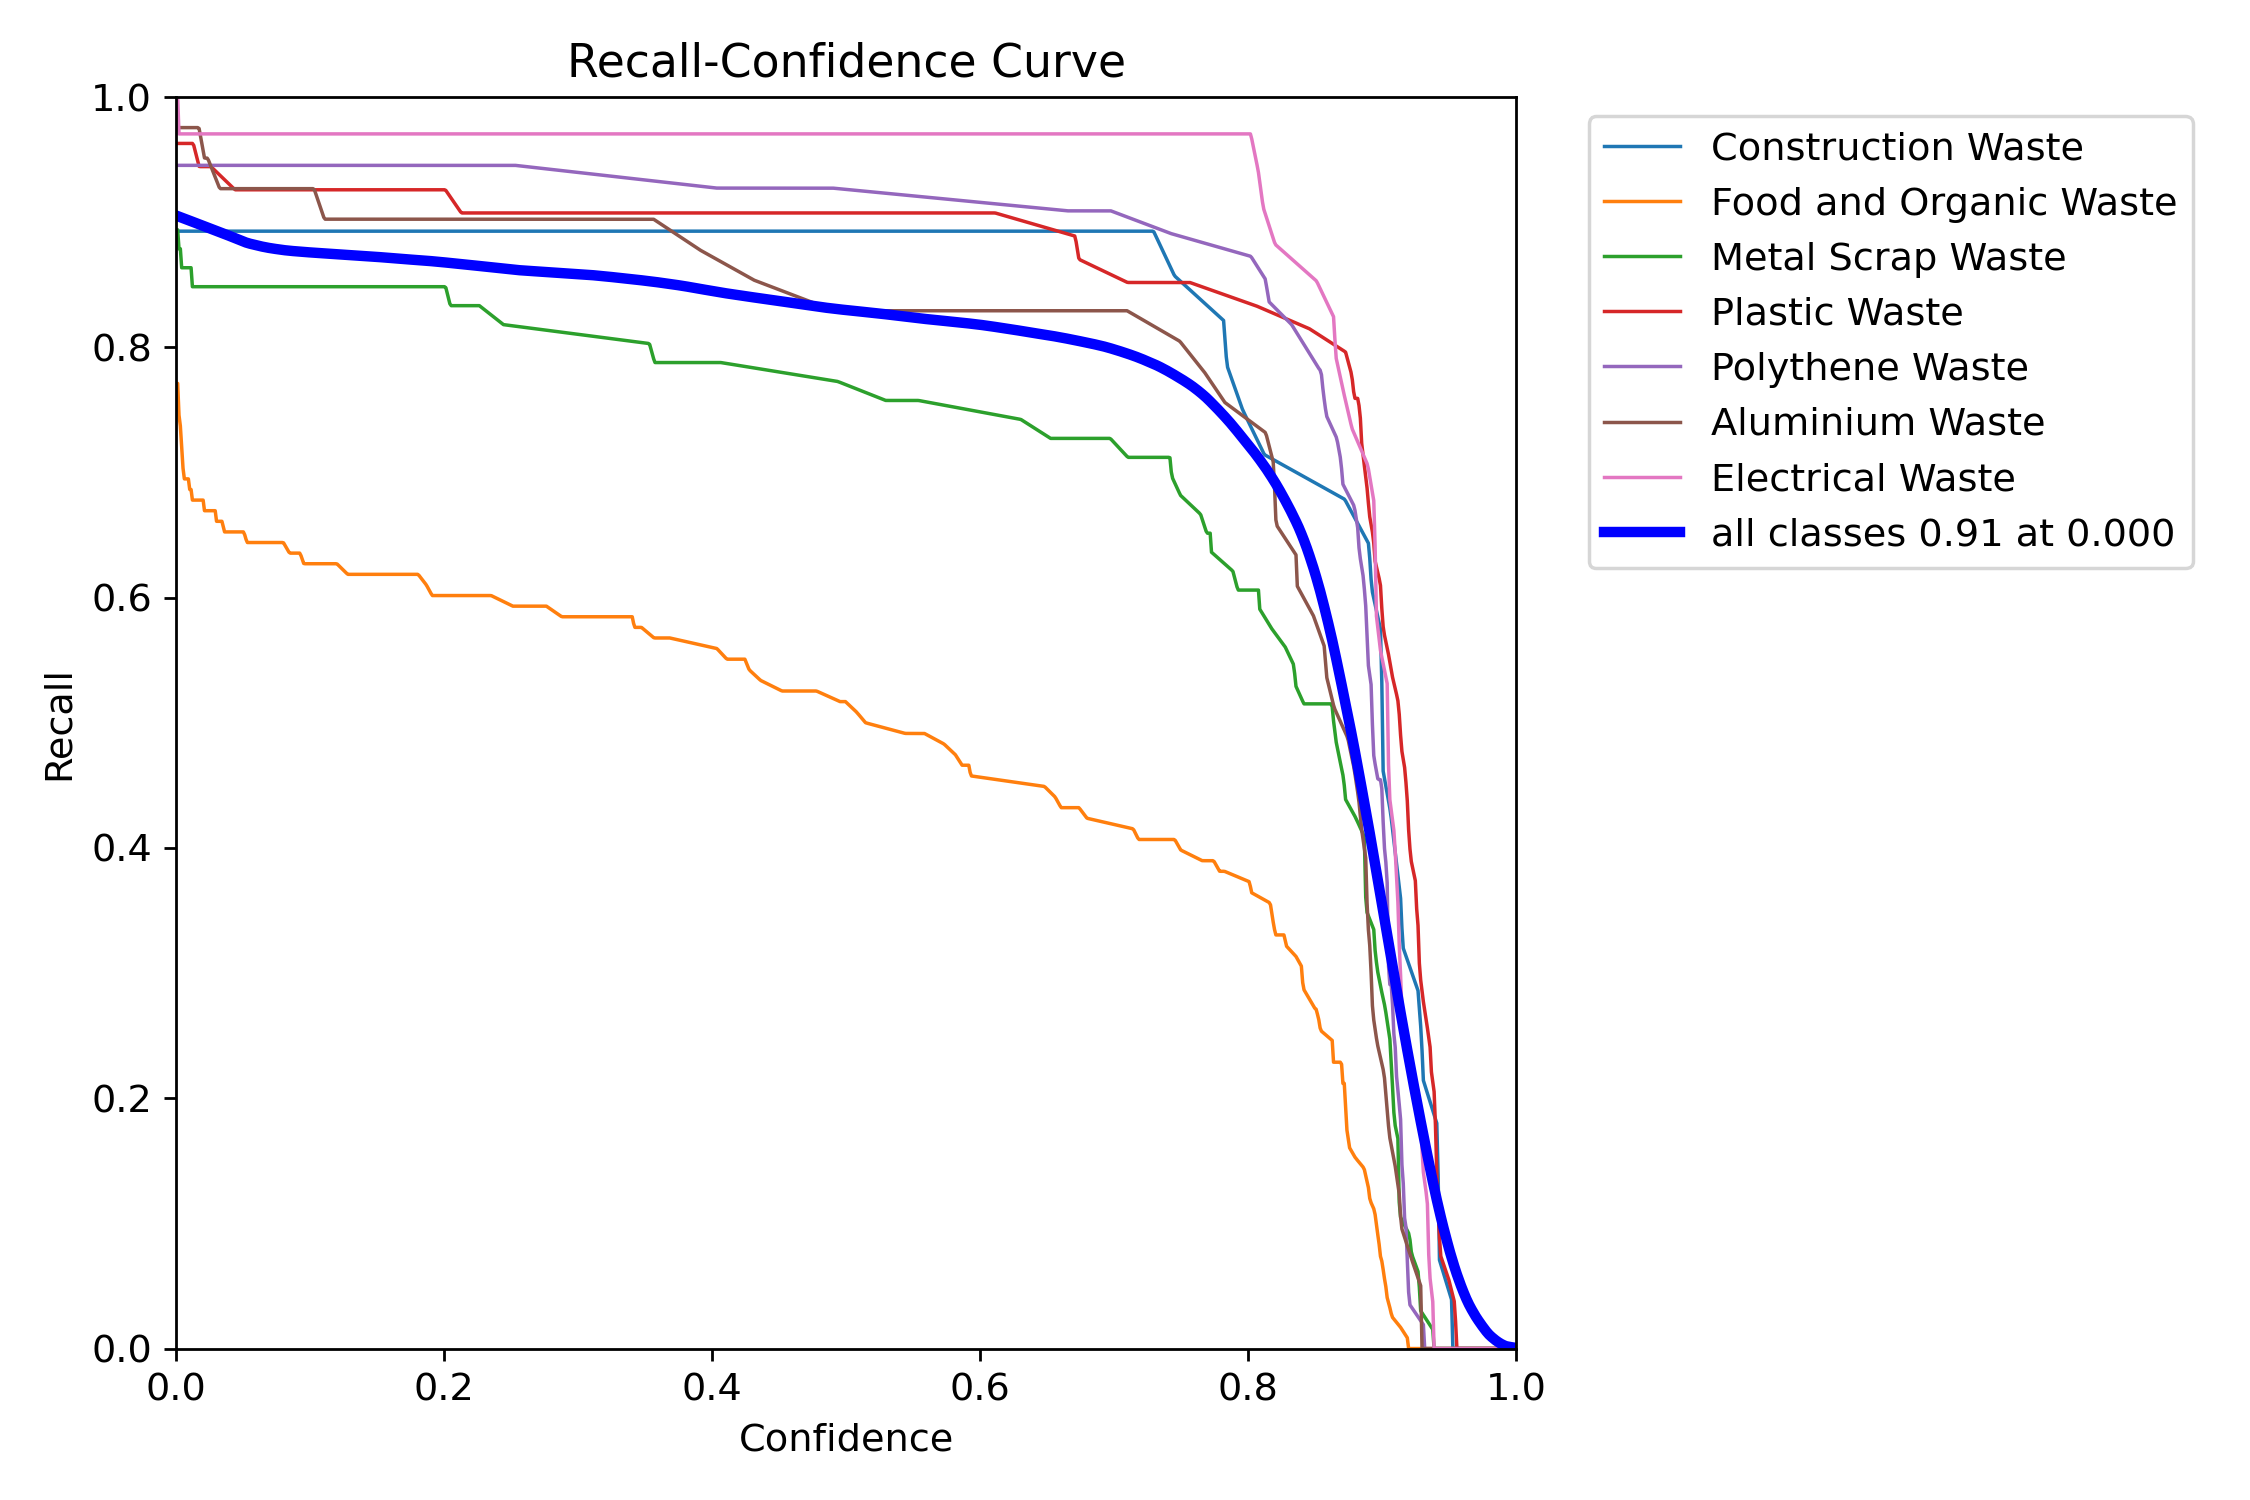 Recall-Confidence Curve
1.0
0.8
0.6
0.4
0.2
0.0
Recall
0.0 0.2 0.4 0.6 0.8 1.0
Confidence
Construction Waste
Food and Organic Waste
Metal Scrap Waste
Plastic Waste
Polythene Waste
Aluminium Waste
Electrical Waste
all classes 0.91 at 0.000